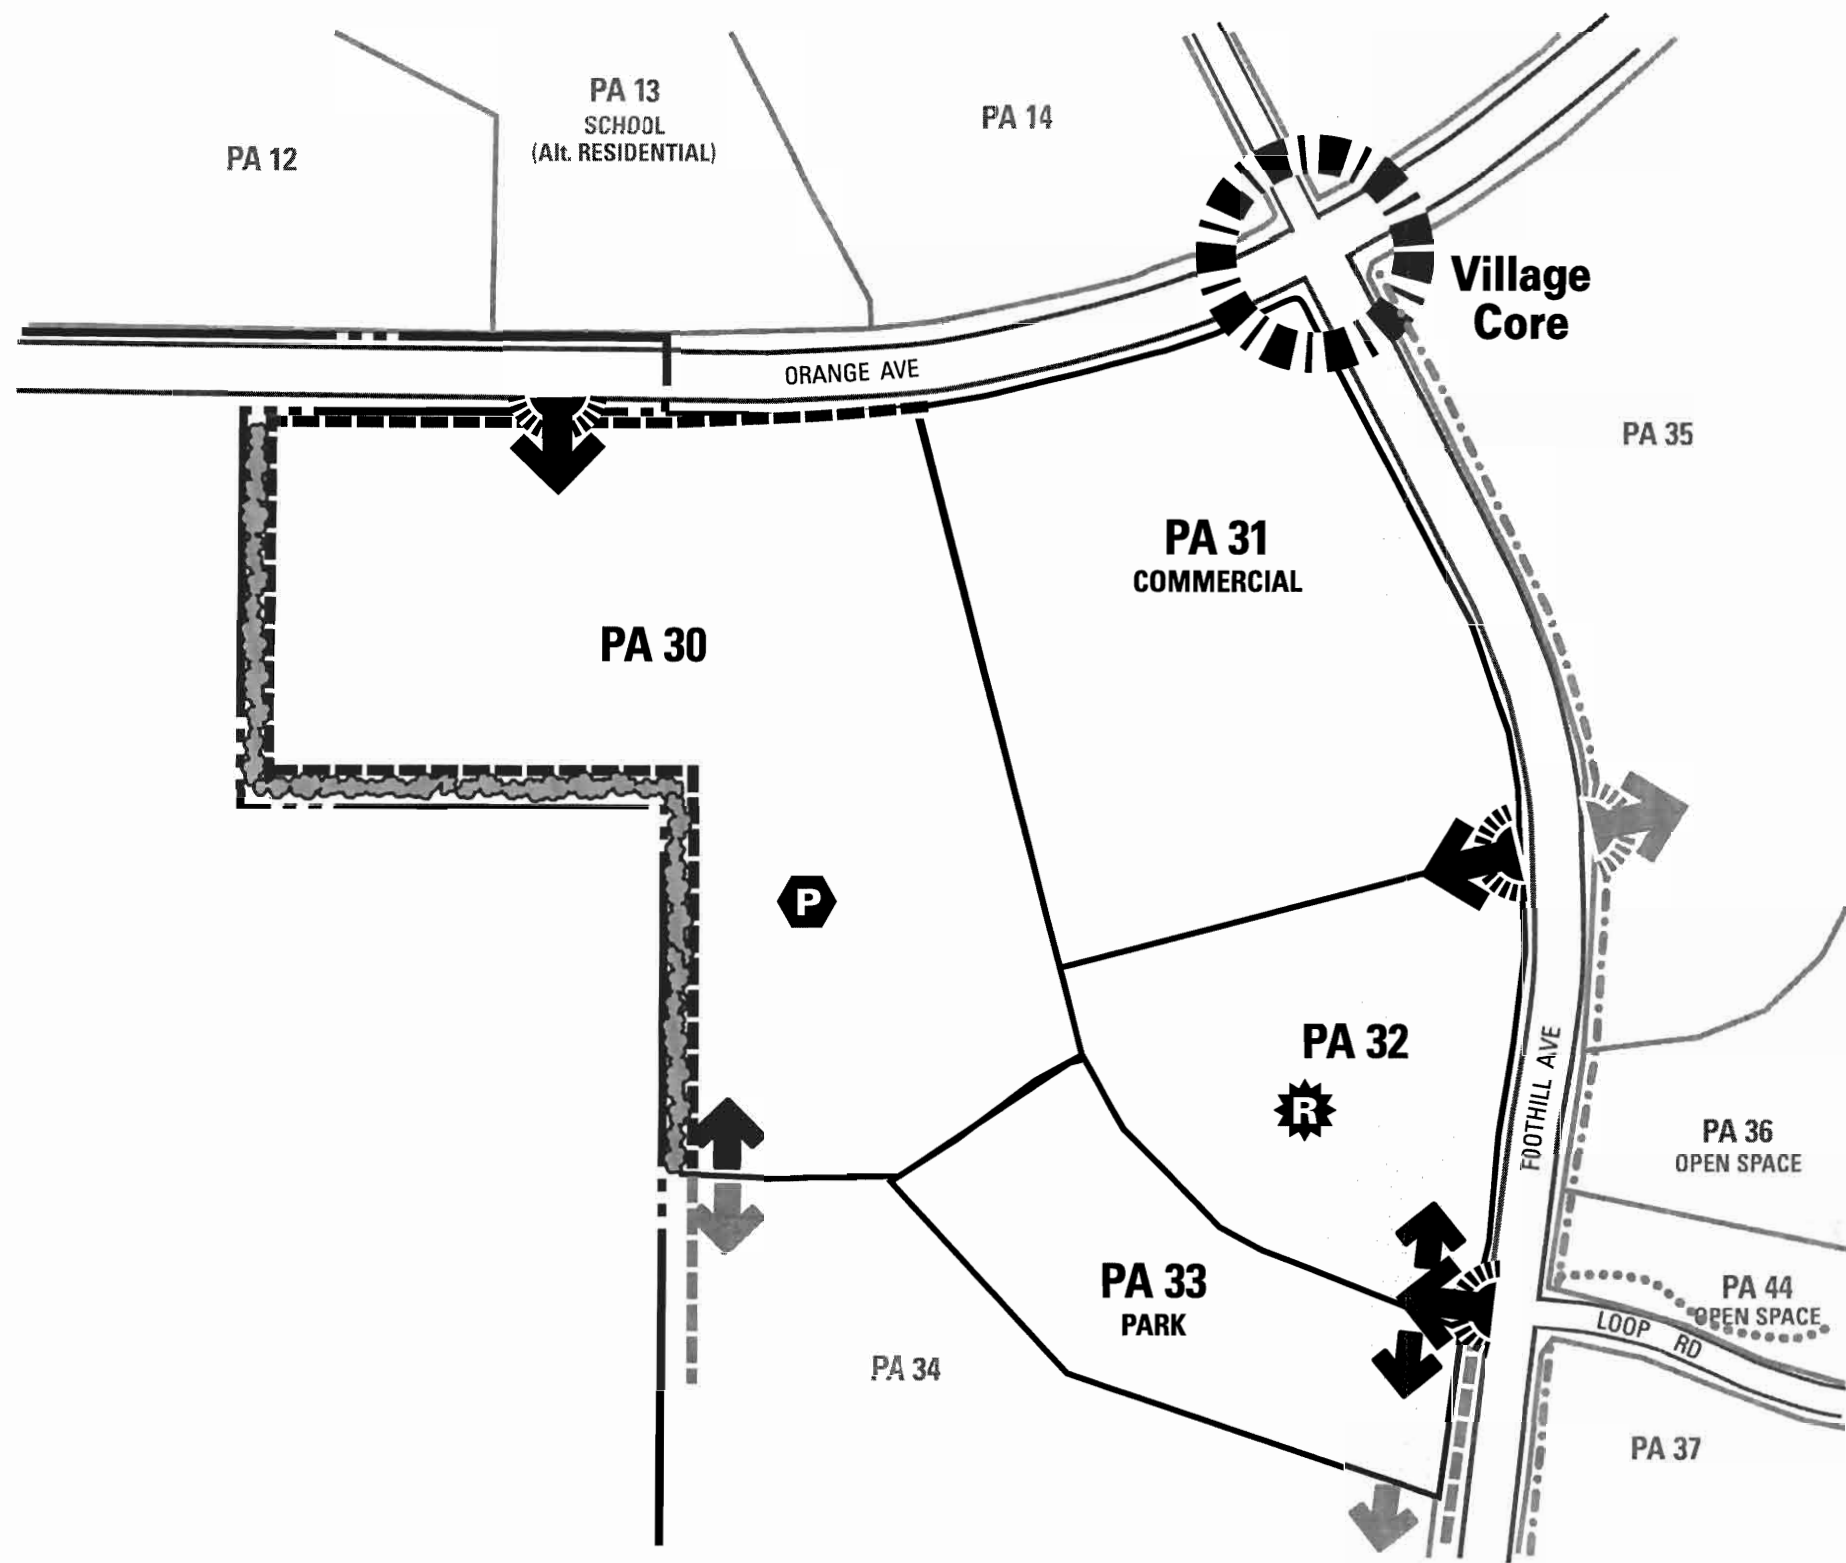 PA 13
SCHOOL
(Alt. RESIDENTIAL)
PA 14
PA 12
Village
Core
ORANGE AVE
PA 35
PA 31
COMMERCIAL
PA 30
P
PA 32
R
FOOTHILL AVE
PA 36
OPEN SPACE
PA 33
PARK
PA 44
OPEN SPACE
LOOP RD
PA 34
PA 37